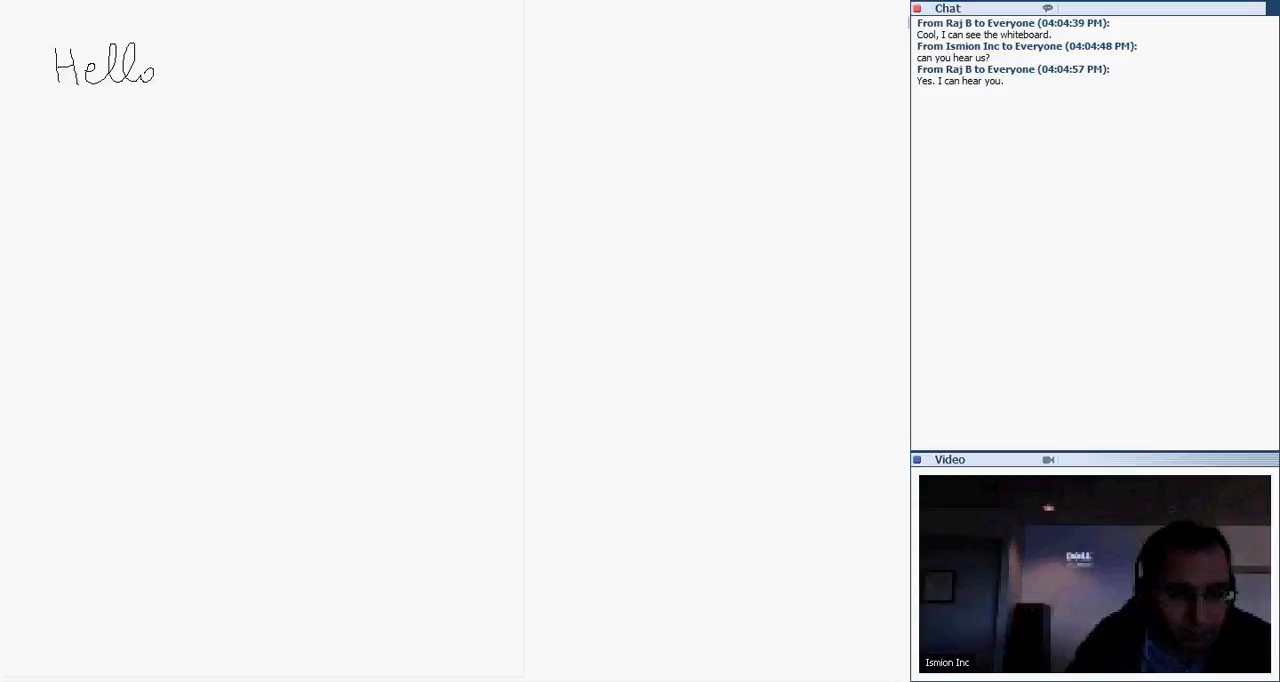 Hello
Chat
From Raj B to Everyone (04:04:39 PM):
Cool, I can see the whiteboard.
From Ismion Inc to Everyone (04:04:48 PM):
can you hear us?
From Raj B to Everyone (04:04:57 PM):
Yes. I can hear you.
Video
DELL
Ismion Inc